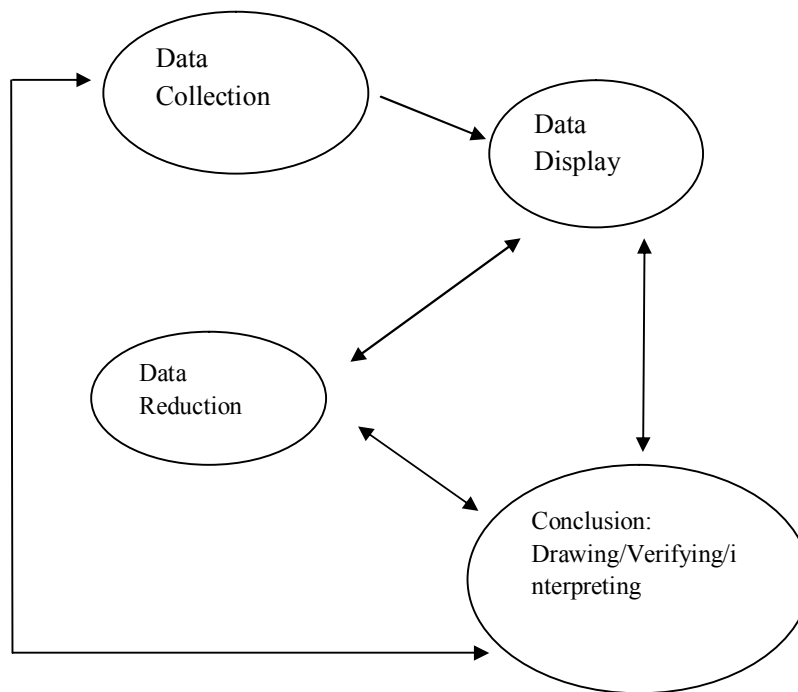 Data
Collection
Data
Display
Data
Reduction
Conclusion:
Drawing/Verifying/i
nterpreting